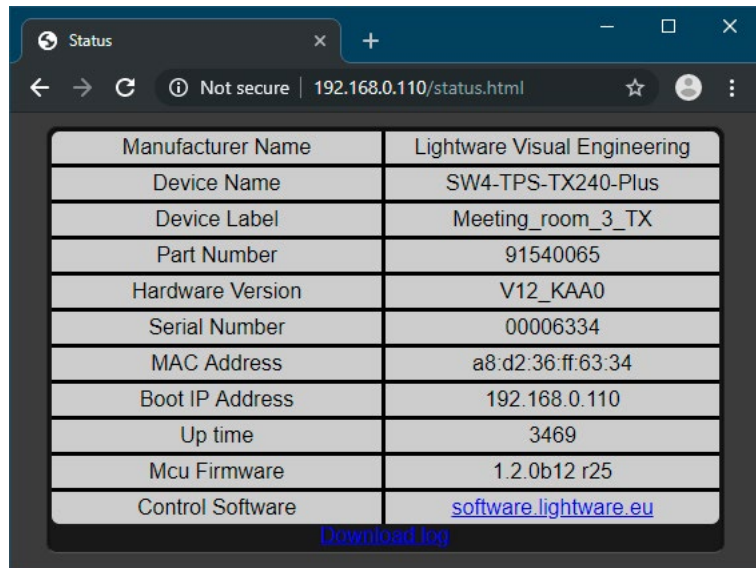 Status
Not secure | 192.168.0.110/status.html
Manufacturer Name Lightware Visual Engineering
Device Name SW4-TPS-TX240-Plus
Device Label Meeting_room_3_TX
Part Number 91540065
Hardware Version V12_KAA0
Serial Number 00006334
MAC Address a8:d2:36:ff:63:34
Boot IP Address 192.168.0.110
Up time 3469
Mcu Firmware 1.2.0b12 r25
Control Software software.lightware.eu
Download log